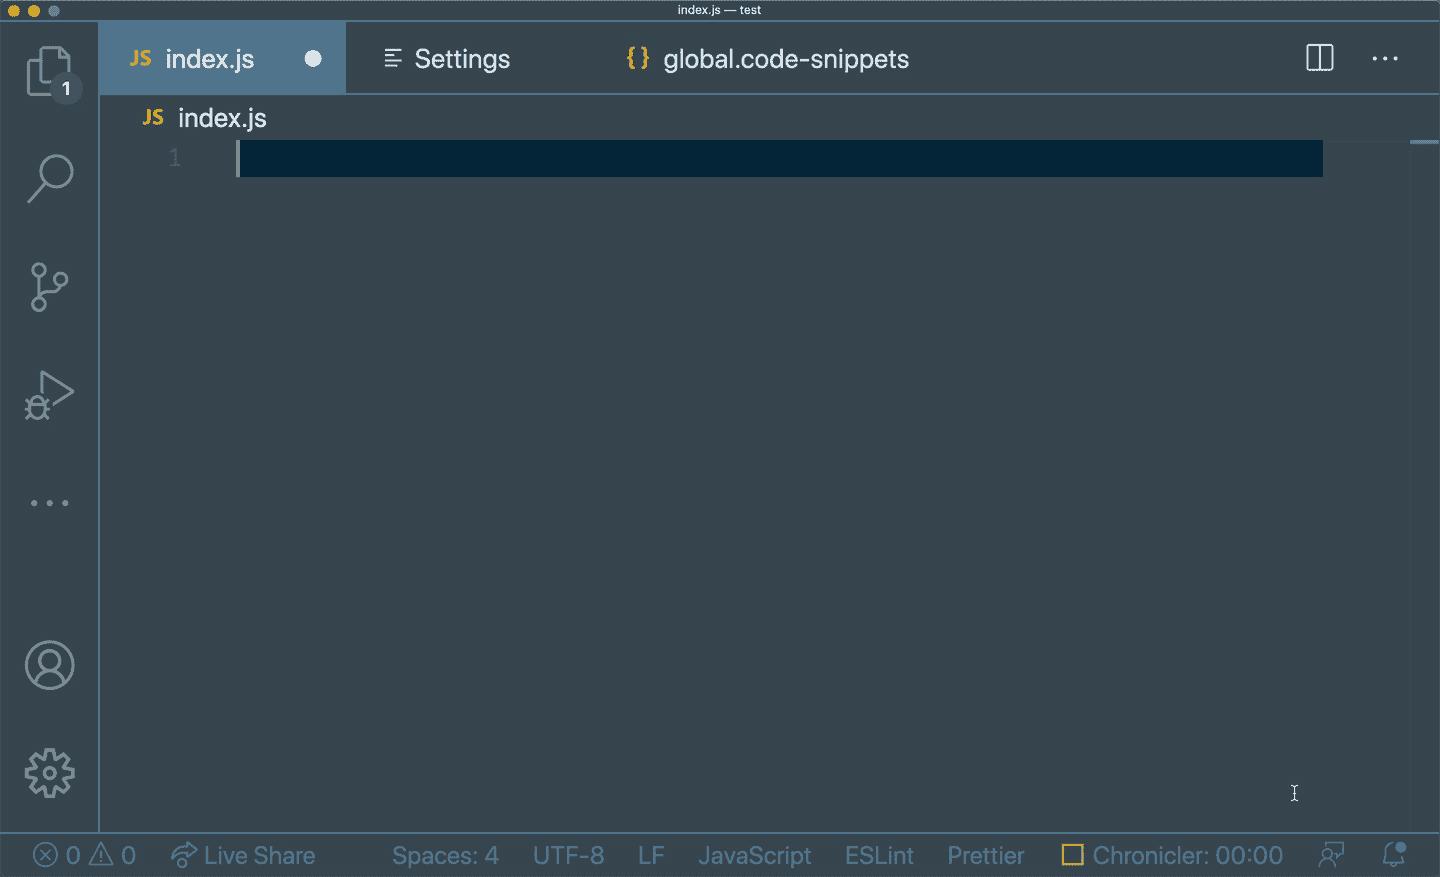 index.js — test
JS index.js Settings {} global.code-snippets
1
JS index.js
1
0 0 Live Share Spaces: 4 UTF-8 LF JavaScript ESLint Prettier Chronicler: 00:00